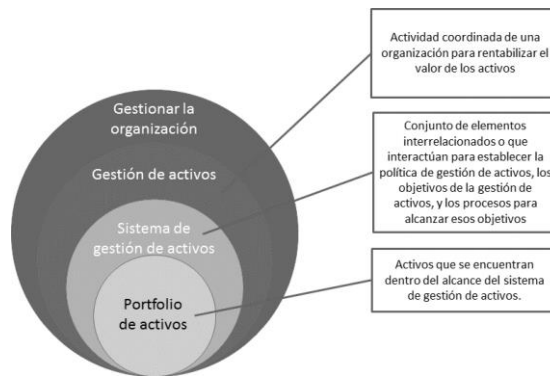 Actividad coordinada de una
organización para rentabilizar el
valor de los activos
Gestionar la
organización
Conjunto de elementos
interrelacionados o que
interactúan para establecer la
política de gestión de activos, los
objetivos de la gestión de
activos, y los procesos para
alcanzar esos objetivos
Gestión de activos
Sistema de
gestión de activos
Activos que se encuentran
dentro del alcance del sistema
de gestión de activos.
Portfolio
de activos